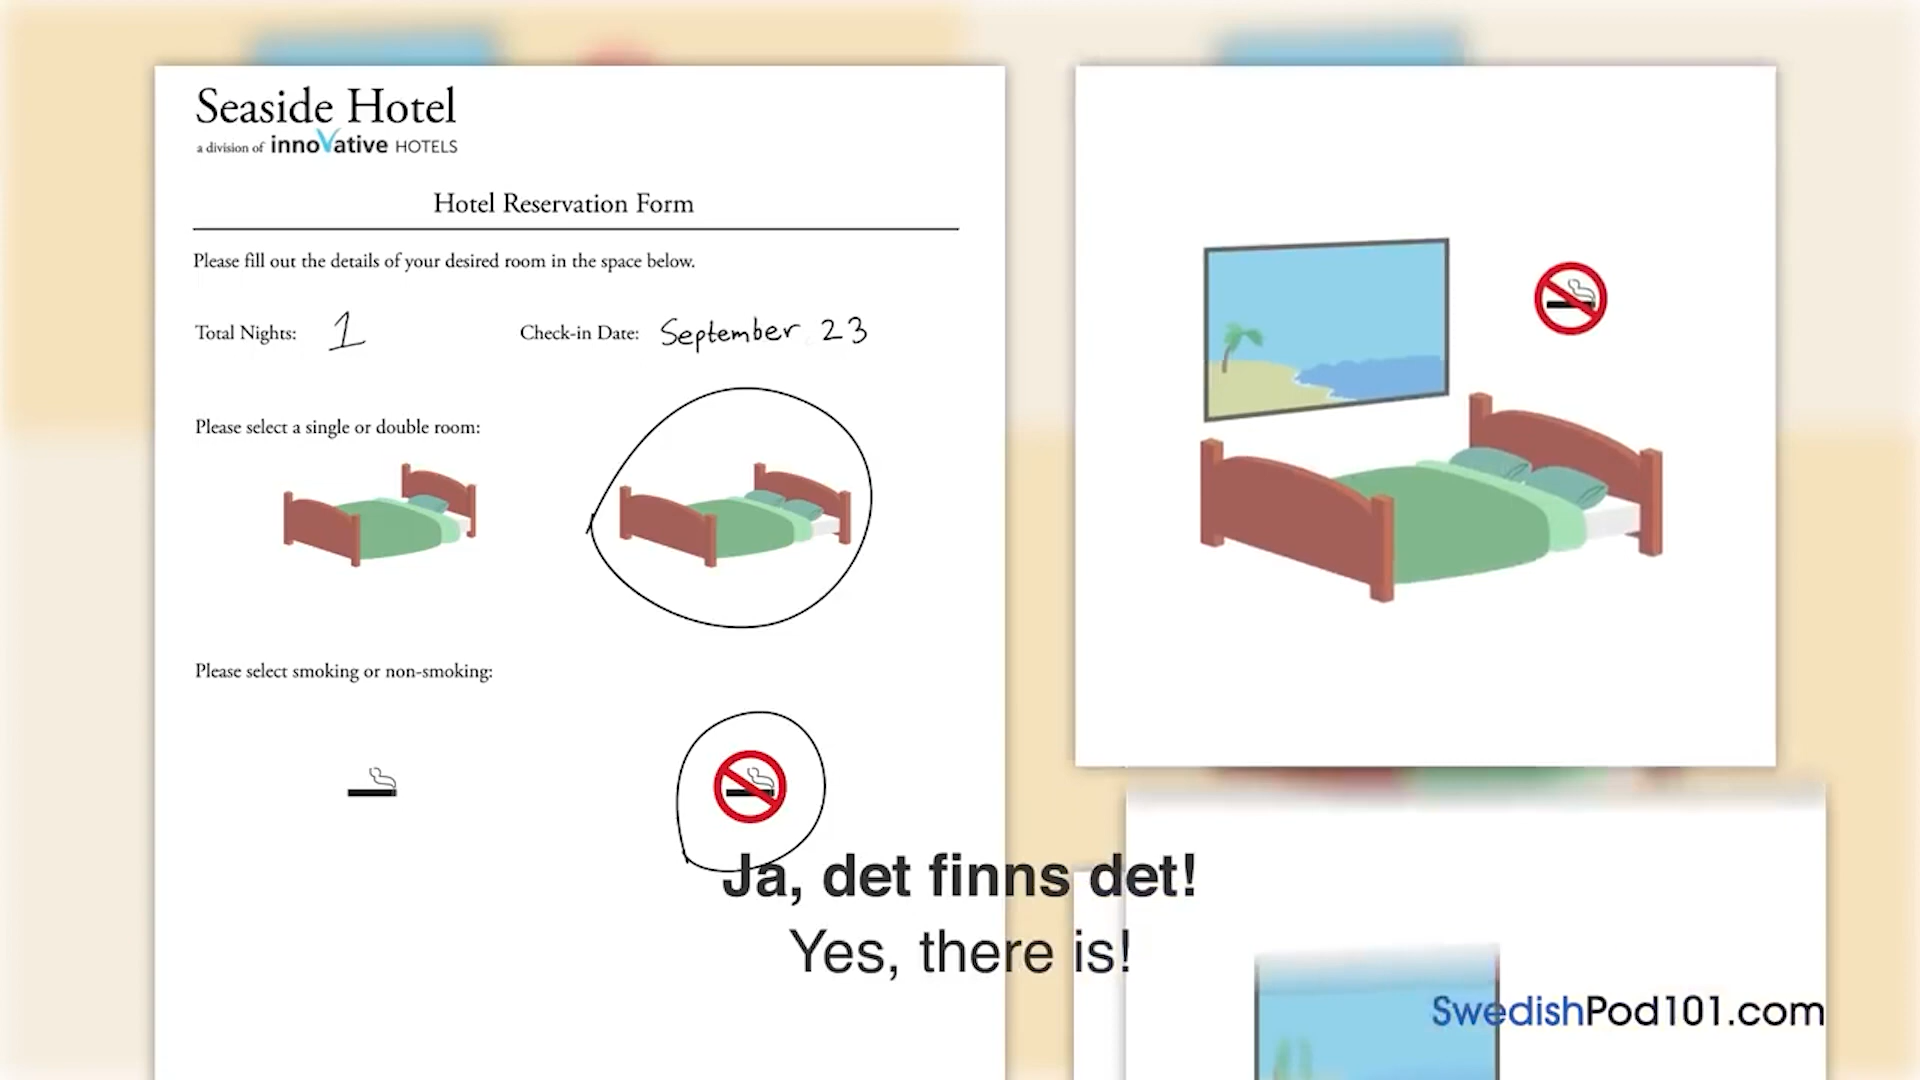 Seaside Hotel
a division of innoVative HOTELS
Hotel Reservation Form
Please fill out the details of your desired room in the space below.
Total Nights: 1 Check-in Date: September 23
Please select a single or double room:
Please select smoking or non-smoking:
Ja, det finns det!
Yes, there is!
SwedishPod101.com